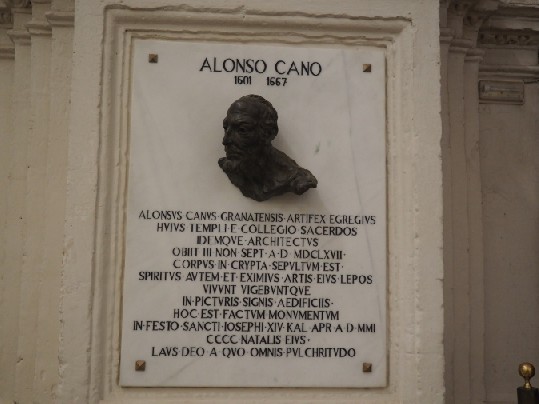 ALONSO CANO
1601 1667
ALONSVS·CANVS·GRANATENSIS·ARTIFEX·EGREGIVS
HVIVS·TEMPLI·E·COLLEGIO·SACERDOS
IDEMQVE·ARCHITECTVS
OBIIT·III·NON·SEPT·A·D·MDCLXVII·
CORPVS·IN·CRYPTA·SEPVLTVM·EST·
SPIRITVS·AVTEM·ET·EXIMIVS·ARTIS·EIVS·LEPOS
VIVVNT·VIGEBVNTQVE
IN·PICTVRIS·SIGNIS·AEDIFICIIS·
HOC·EST·FACTVM·MONVMENTVM
IN·FESTO·SANCTI·IOSEPHI·XIV·KAL·APR·A·D·MMI
CCCC·NATALIS·EIVS·
LAVS·DEO·A·QVO·OMNIS·PVLCHRITVDO